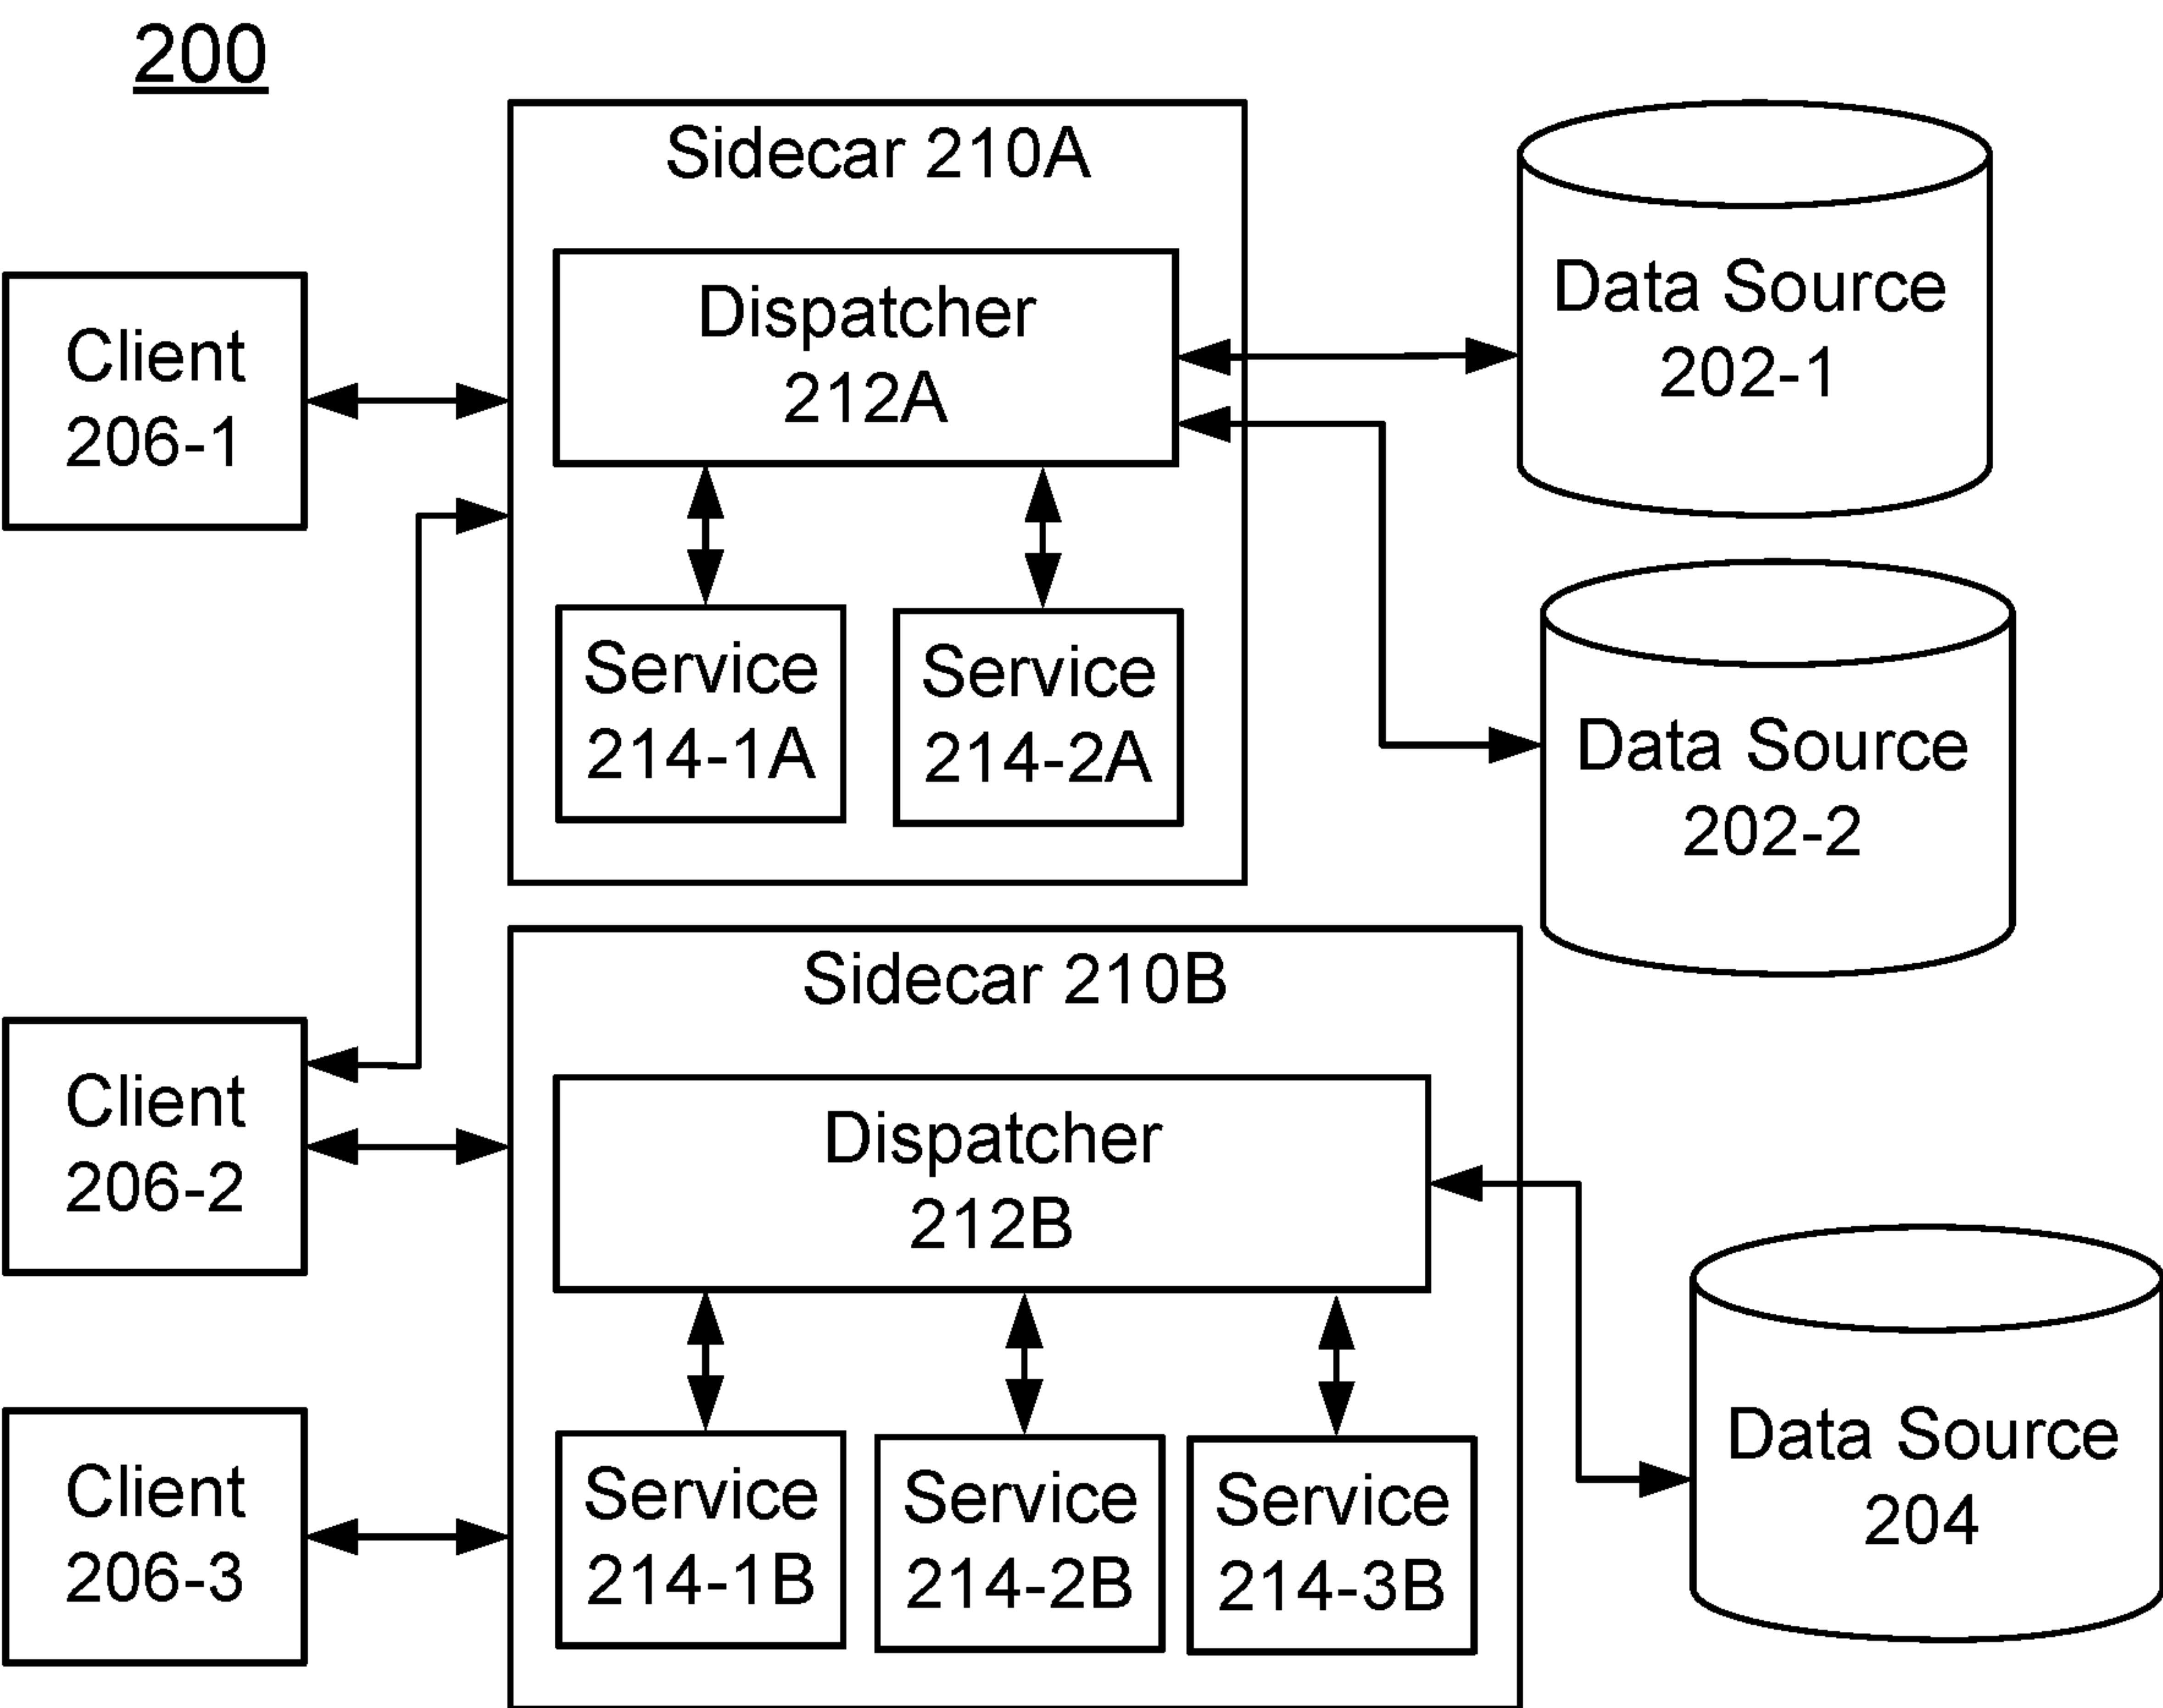 200
Sidecar 210A
Dispatcher
212A
Client
206-1
Data Source
202-1
Service
214-1A
Service
214-2A
Data Source
202-2
Sidecar 210B
Client
206-2
Dispatcher
212B
Data Source
204
Client
206-3
Service
214-1B
Service
214-2B
Service
214-3B